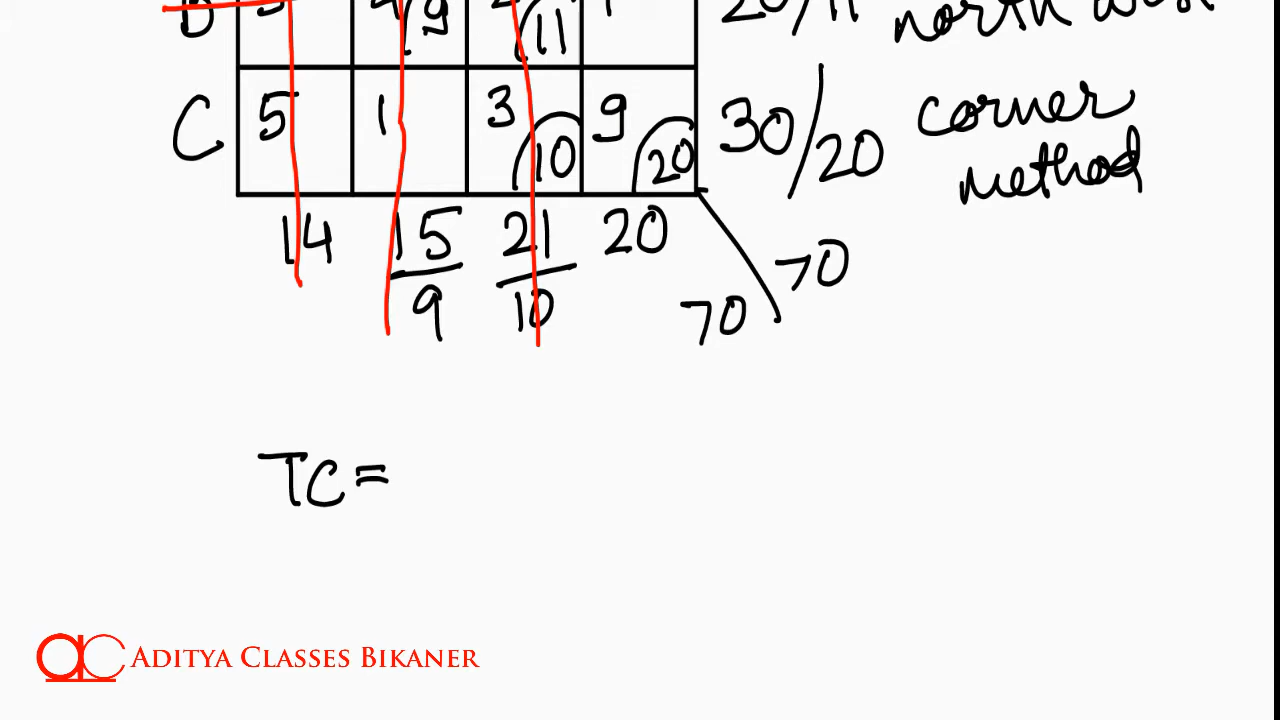 9 11 20/11 north west
C 5 1 3 10 9 20 30/20 corner
method
14 15 21 20 70
9 10 70
TC=
ac ADITYA CLASSES BIKANER